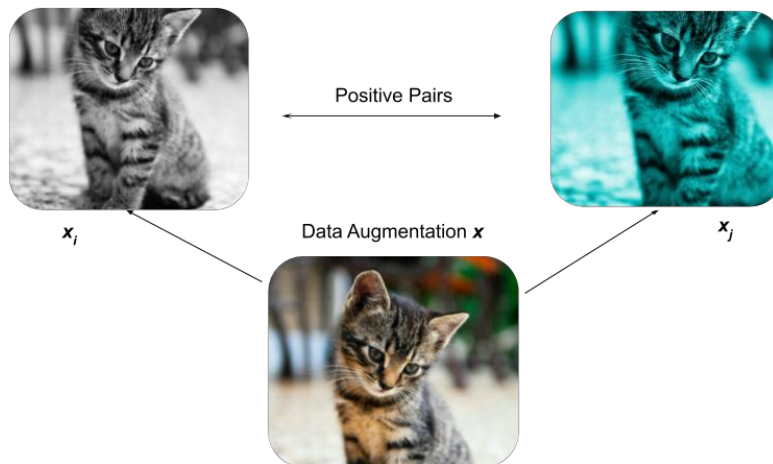 Positive Pairs
x_i
x_j
Data Augmentation x